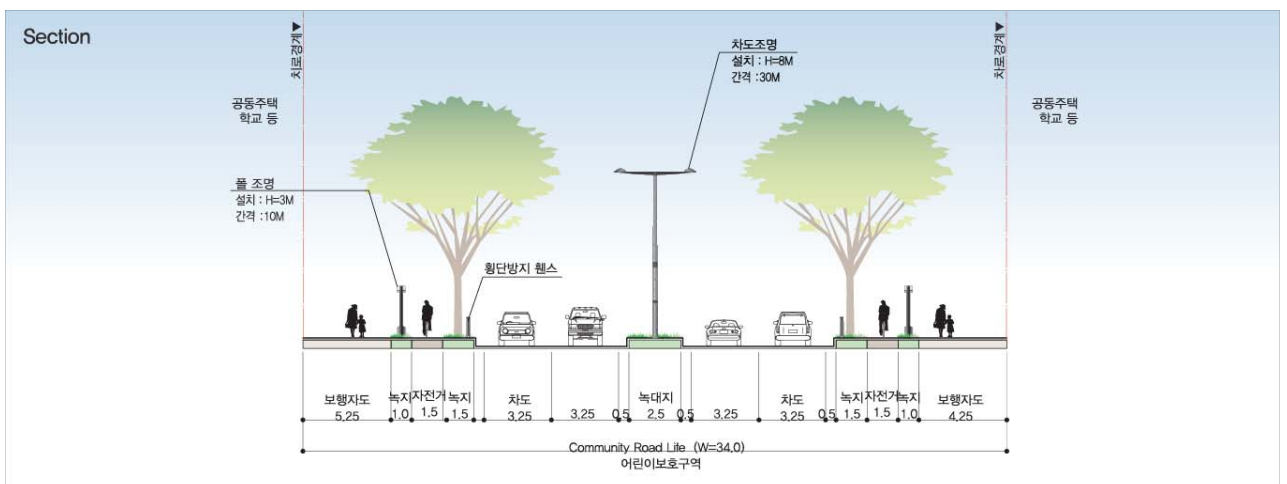 Section
차로경계▼
차로경계▼
차도조명
설치 : H=8M
간격 :30M
공동주택
학교 등
공동주택
학교 등
폴 조명
설치 : H=3M
간격 :10M
횡단방지 휀스
보행자도 녹지 자전거 녹지 차도 녹대지 차도 녹지 자전거 녹지 보행자도
5.25 1.0 1.5 1.5 3.25 3.25 0.5 2.5 0.5 3.25 3.25 0.5 1.5 1.5 1.0 4.25
Community Road Life (W=34.0)
어린이보호구역